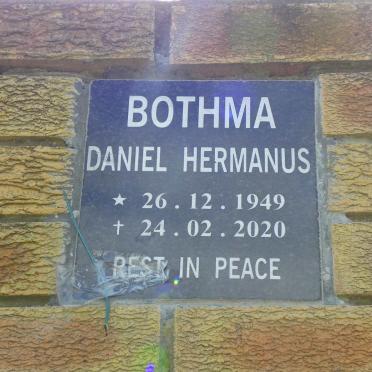 BOTHMA
DANIEL HERMANUS
★ 26.12.1949
† 24.02.2020
REST IN PEACE